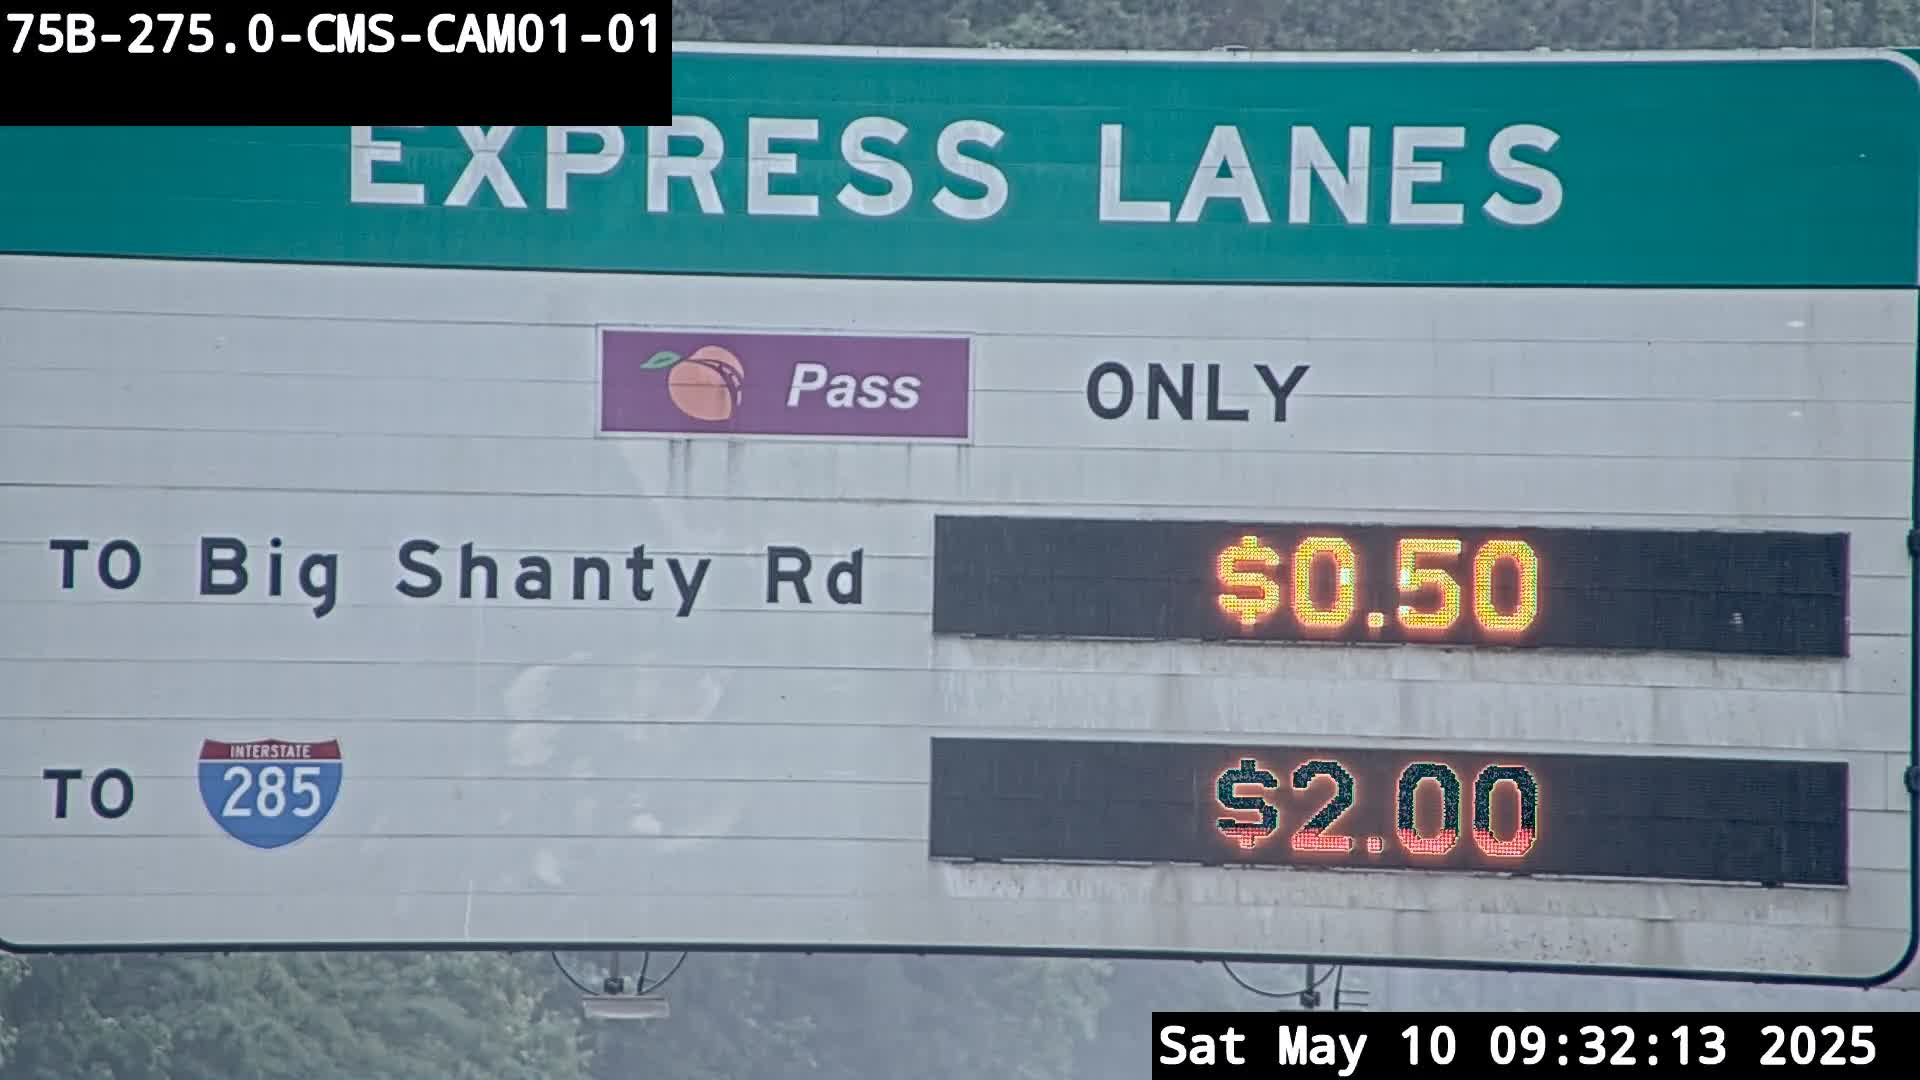 75B-275.0-CMS-CAM01-01
EXPRESS LANES
Pass ONLY
TO Big Shanty Rd $0.50
INTERSTATE
TO 285 $2.00
Sat May 10 09:32:13 2025